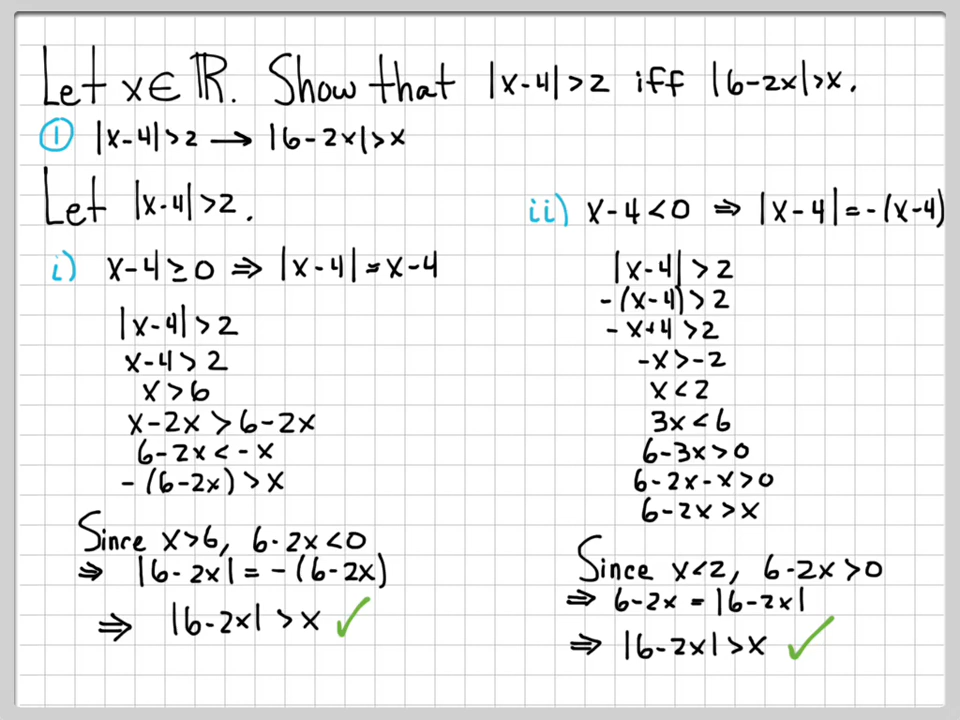 Let x∈ℝ. Show that |x-4|>2 iff |6-2x|>x.
① |x-4|>2 → |6-2x|>x
Let |x-4|>2.
i) x-4≥0 ⇒ |x-4|=x-4
|x-4|>2
x-4>2
x>6
x-2x>6-2x
6-2x<-x
-(6-2x)>x
Since x>6, 6-2x<0
⇒ |6-2x|=-(6-2x)
⇒ |6-2x|>x ✓
ii) x-4<0 ⇒ |x-4|=-(x-4)
|x-4|>2
-(x-4)>2
-x+4>2
-x>-2
x<2
3x<6
6-3x>0
6-2x-x>0
6-2x>x
Since x<2, 6-2x>0
⇒ 6-2x=|6-2x|
⇒ |6-2x|>x ✓